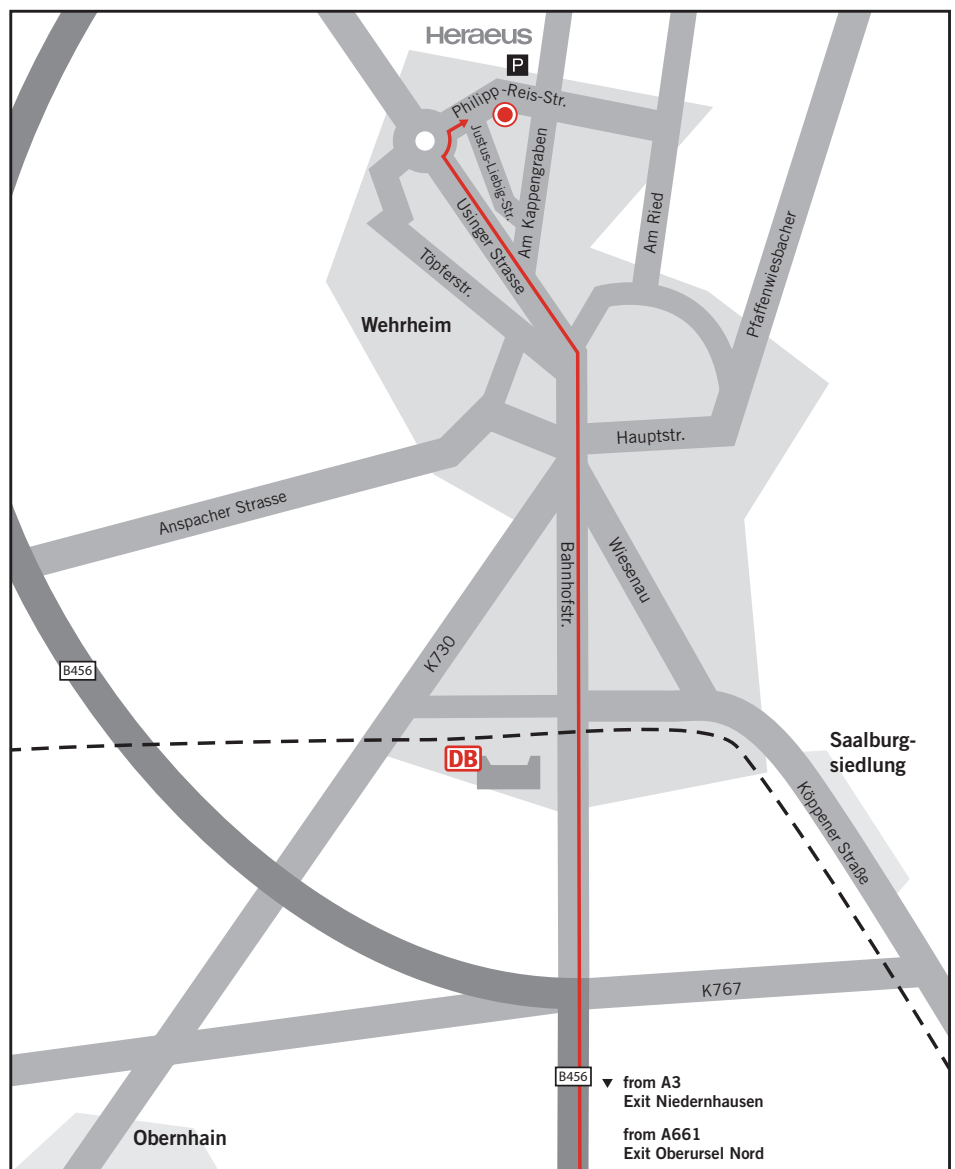 Heraeus
P
Philipp-Reis-Str.
Justus-Liebig-Str.
Am Kappengraben
Usinger Strasse
Am Ried
Pfaffenwiesbacher
Töpferstr.
Wehrheim
Hauptstr.
Anspacher Strasse
Bahnhofstr.
Wiesenau
K730
B456
DB
Saalburg-
siedlung
Köppener Straße
K767
B456
from A3
Exit Niedernhausen
from A661
Exit Oberursel Nord
Obernhain